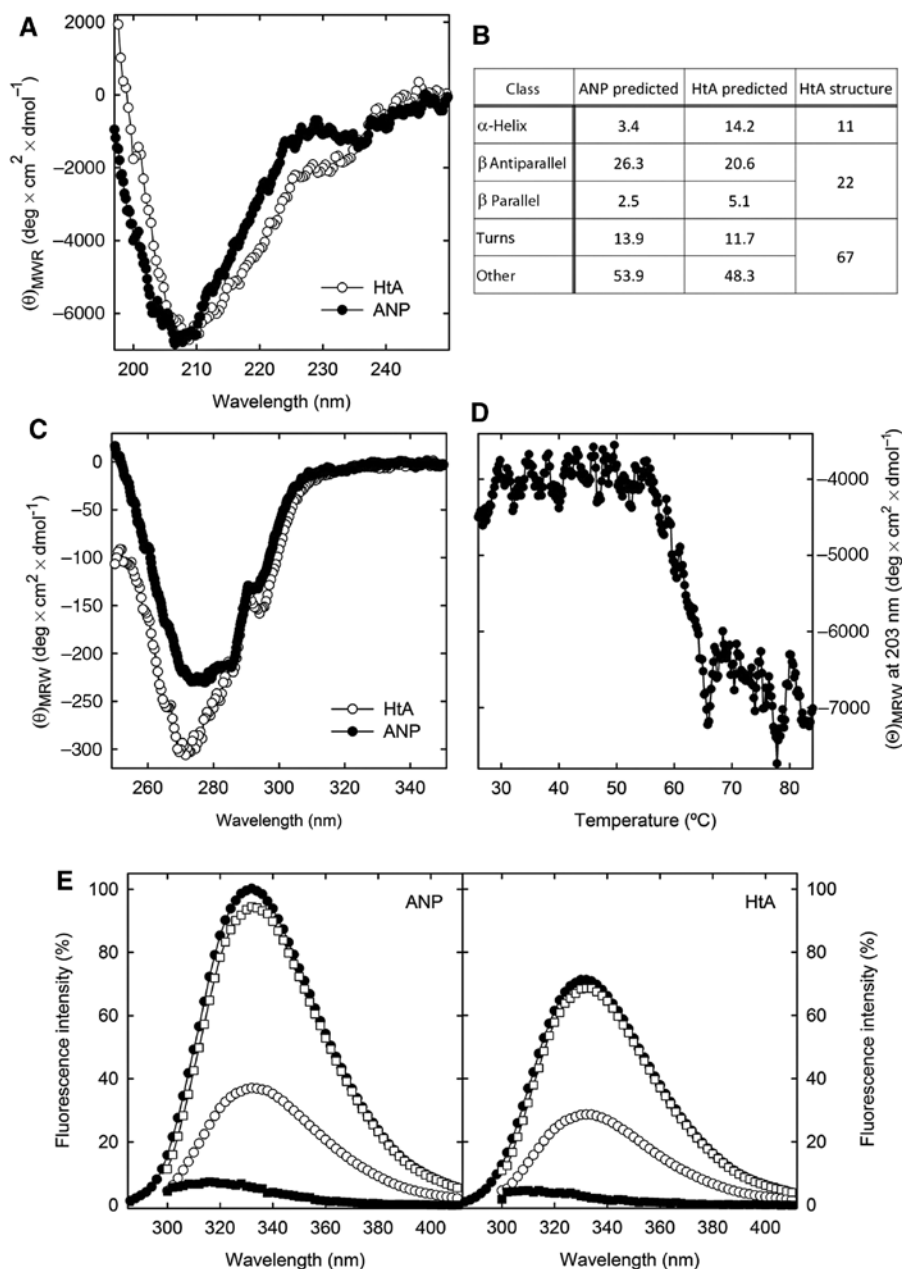 A
2000
0
−2000
−4000
−6000
(θ)MWR (deg × cm² × dmol⁻¹)
HtA
ANP
200 210 220 230 240
Wavelength (nm)
B
Class ANP predicted HtA predicted HtA structure
α-Helix 3.4 14.2 11
β Antiparallel 26.3 20.6 22
β Parallel 2.5 5.1
Turns 13.9 11.7 67
Other 53.9 48.3
C
0
−50
−100
−150
−200
−250
−300
(θ)MRW (deg × cm² × dmol⁻¹)
HtA
ANP
260 280 300 320 340
Wavelength (nm)
D
−4000
−5000
−6000
−7000
(Θ)MRW at 203 nm (deg × cm² × dmol⁻¹)
30 40 50 60 70 80
Temperature (ºC)
E
100
80
60
40
20
0
Fluorescence intensity (%)
ANP
300 320 340 360 380 400
Wavelength (nm)
HtA
100
80
60
40
20
0
Fluorescence intensity (%)
300 320 340 360 380 400
Wavelength (nm)